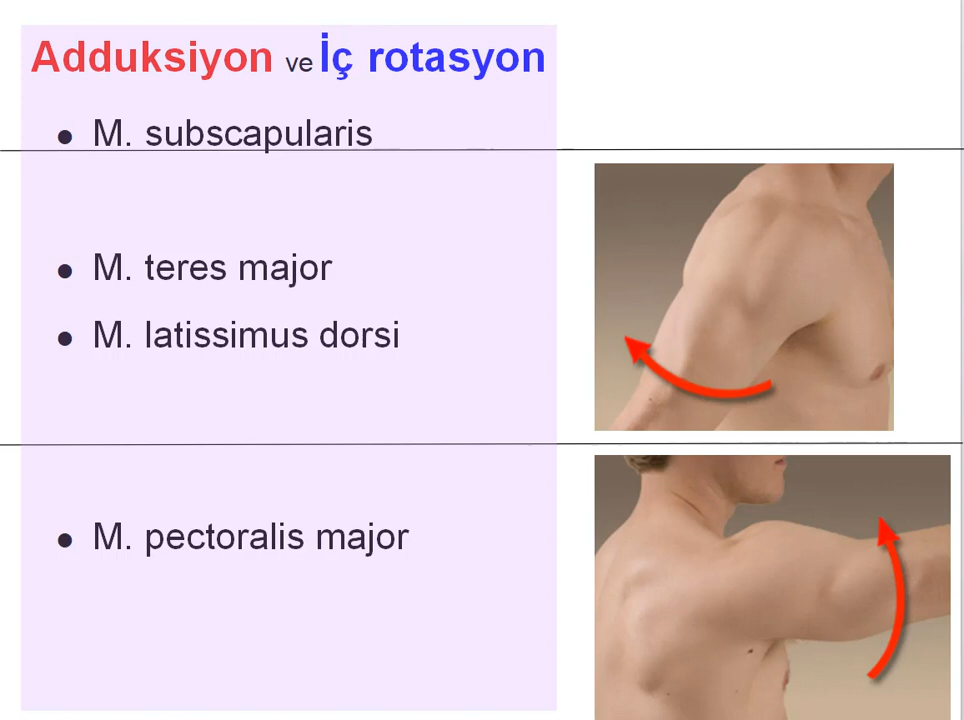 Adduksiyon ve İç rotasyon
● M. subscapularis
● M. teres major
● M. latissimus dorsi
● M. pectoralis major